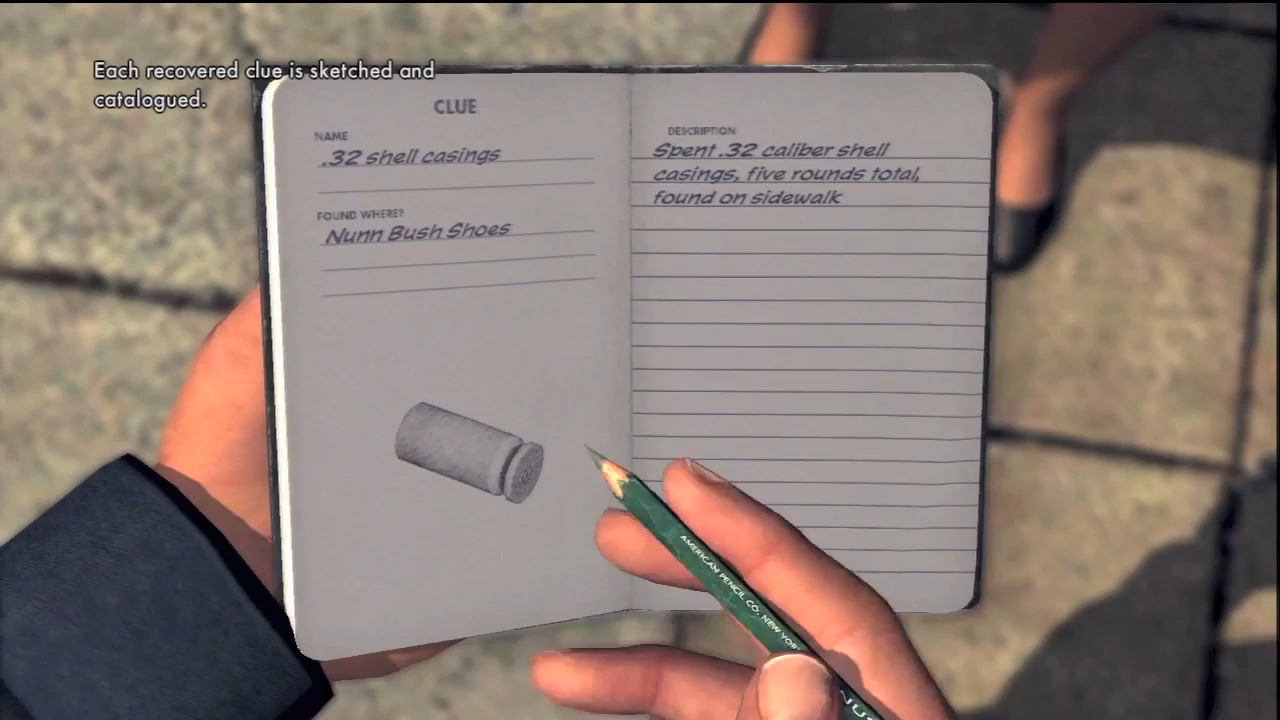 Each recovered clue is sketched and
catalogued.
CLUE
NAME
.32 shell casings
FOUND WHERE?
Nunn Bush Shoes
DESCRIPTION
Spent .32 caliber shell
casings, five rounds total,
found on sidewalk
AMERICAN PENCIL CO. NEW YORK